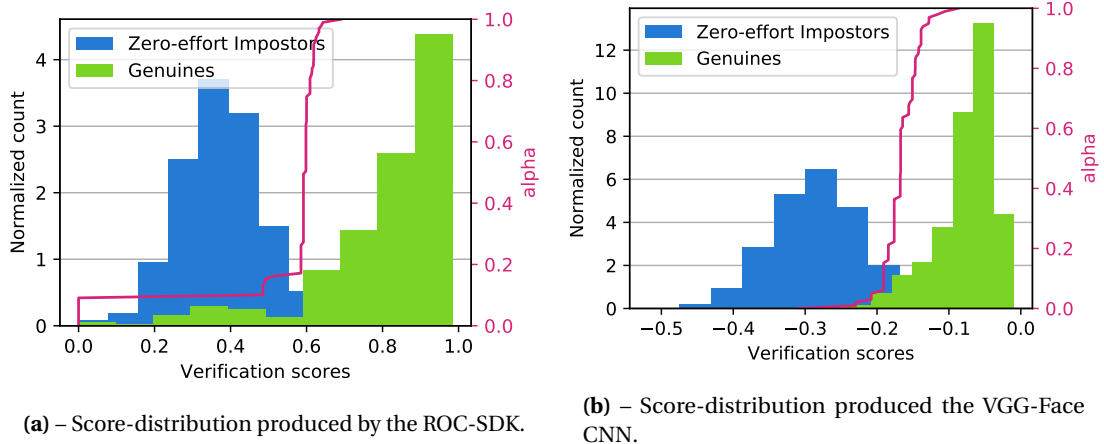 Zero-effort Impostors
Genuines
Normalized count
0
1
2
3
4
0.0
0.2
0.4
0.6
0.8
1.0
Verification scores
0.0
0.2
0.4
0.6
0.8
1.0
alpha
(a) – Score-distribution produced by the ROC-SDK.
Zero-effort Impostors
Genuines
Normalized count
0
2
4
6
8
10
12
−0.5
−0.4
−0.3
−0.2
−0.1
0.0
Verification scores
0.0
0.2
0.4
0.6
0.8
1.0
alpha
(b) – Score-distribution produced the VGG-Face
CNN.